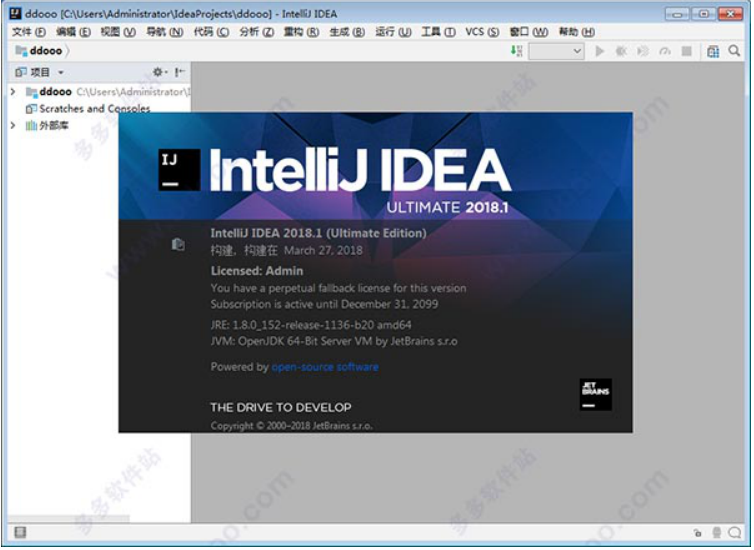 ddooo [C:\Users\Administrator\IdeaProjects\ddooo] - IntelliJ IDEA
文件(F) 编辑(E) 视图(V) 导航(N) 代码(C) 分析(Z) 重构(R) 生成(B) 运行(U) 工具(T) VCS(S) 窗口(W) 帮助(H)
ddooo
项目
ddooo C:\Users\Administrator\I
Scratches and Consoles
外部库
IJ
IntelliJ IDEA
ULTIMATE 2018.1
IntelliJ IDEA 2018.1 (Ultimate Edition)
构建, 构建在 March 27, 2018
Licensed: Admin
You have a perpetual fallback license for this version
Subscription is active until December 31, 2099
JRE: 1.8.0_152-release-1136-b20 amd64
JVM: OpenJDK 64-Bit Server VM by JetBrains s.r.o
Powered by open-source software
JET
BRAINS
THE DRIVE TO DEVELOP
Copyright © 2000–2018 JetBrains s.r.o.
多多软件站